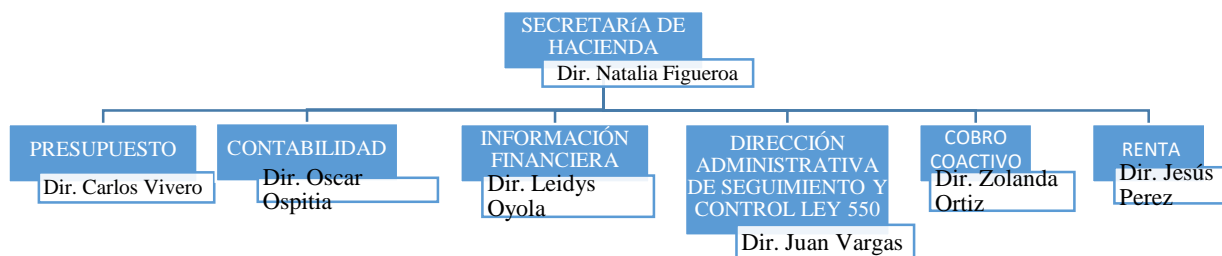 SECRETARíA DE
HACIENDA
Dir. Natalia Figueroa
PRESUPUESTO
Dir. Carlos Vivero
CONTABILIDAD
Dir. Oscar
Ospitia
INFORMACIÓN
FINANCIERA
Dir. Leidys
Oyola
DIRECCIÓN
ADMINISTRATIVA
DE SEGUIMIENTO Y
CONTROL LEY 550
Dir. Juan Vargas
COBRO
COACTIVO
Dir. Zolanda
Ortiz
RENTA
Dir. Jesús
Perez